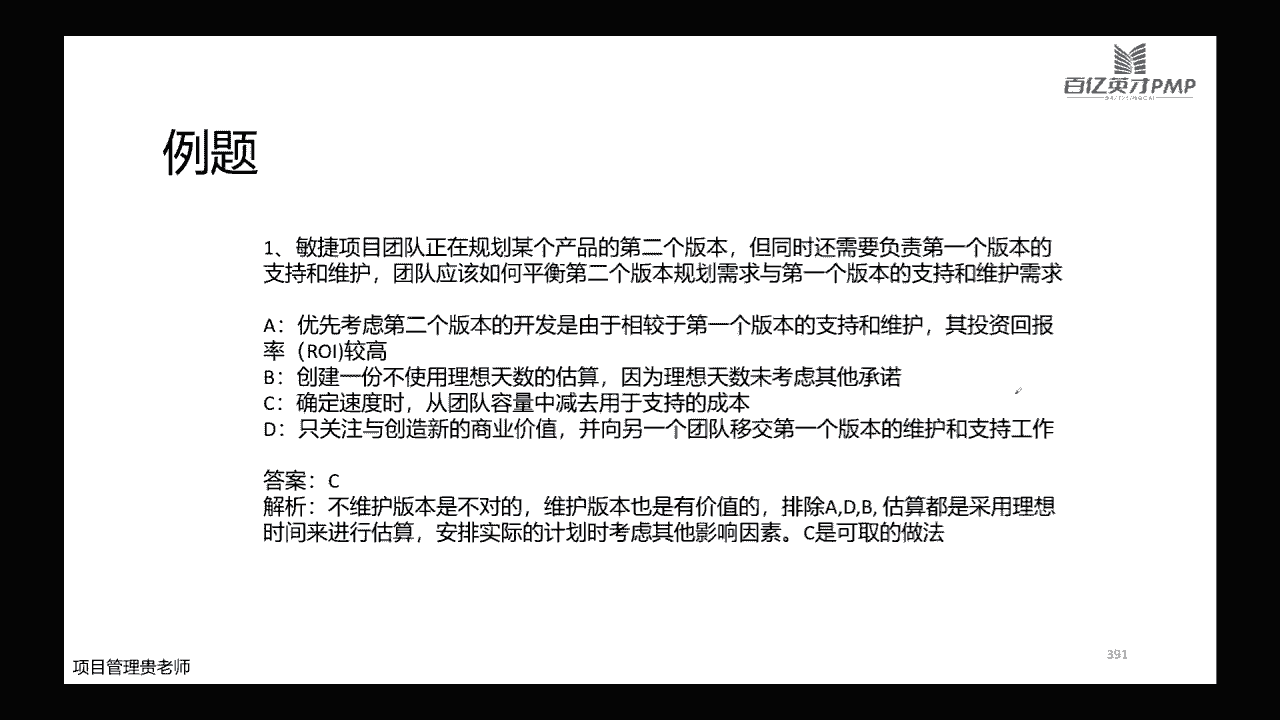 百亿英才PMP
例题
1、敏捷项目团队正在规划某个产品的第二个版本，但同时还需要负责第一个版本的
支持和维护，团队应该如何平衡第二个版本规划需求与第一个版本的支持和维护需求
A：优先考虑第二个版本的开发是由于相较于第一个版本的支持和维护，其投资回报
率（ROI)较高
B：创建一份不使用理想天数的估算，因为理想天数未考虑其他承诺
C：确定速度时，从团队容量中减去用于支持的成本
D：只关注与创造新的商业价值，并向另一个团队移交第一个版本的维护和支持工作
答案：C
解析：不维护版本是不对的，维护版本也是有价值的，排除A,D,B, 估算都是采用理想
时间来进行估算，安排实际的计划时考虑其他影响因素。C是可取的做法
391
项目管理贵老师